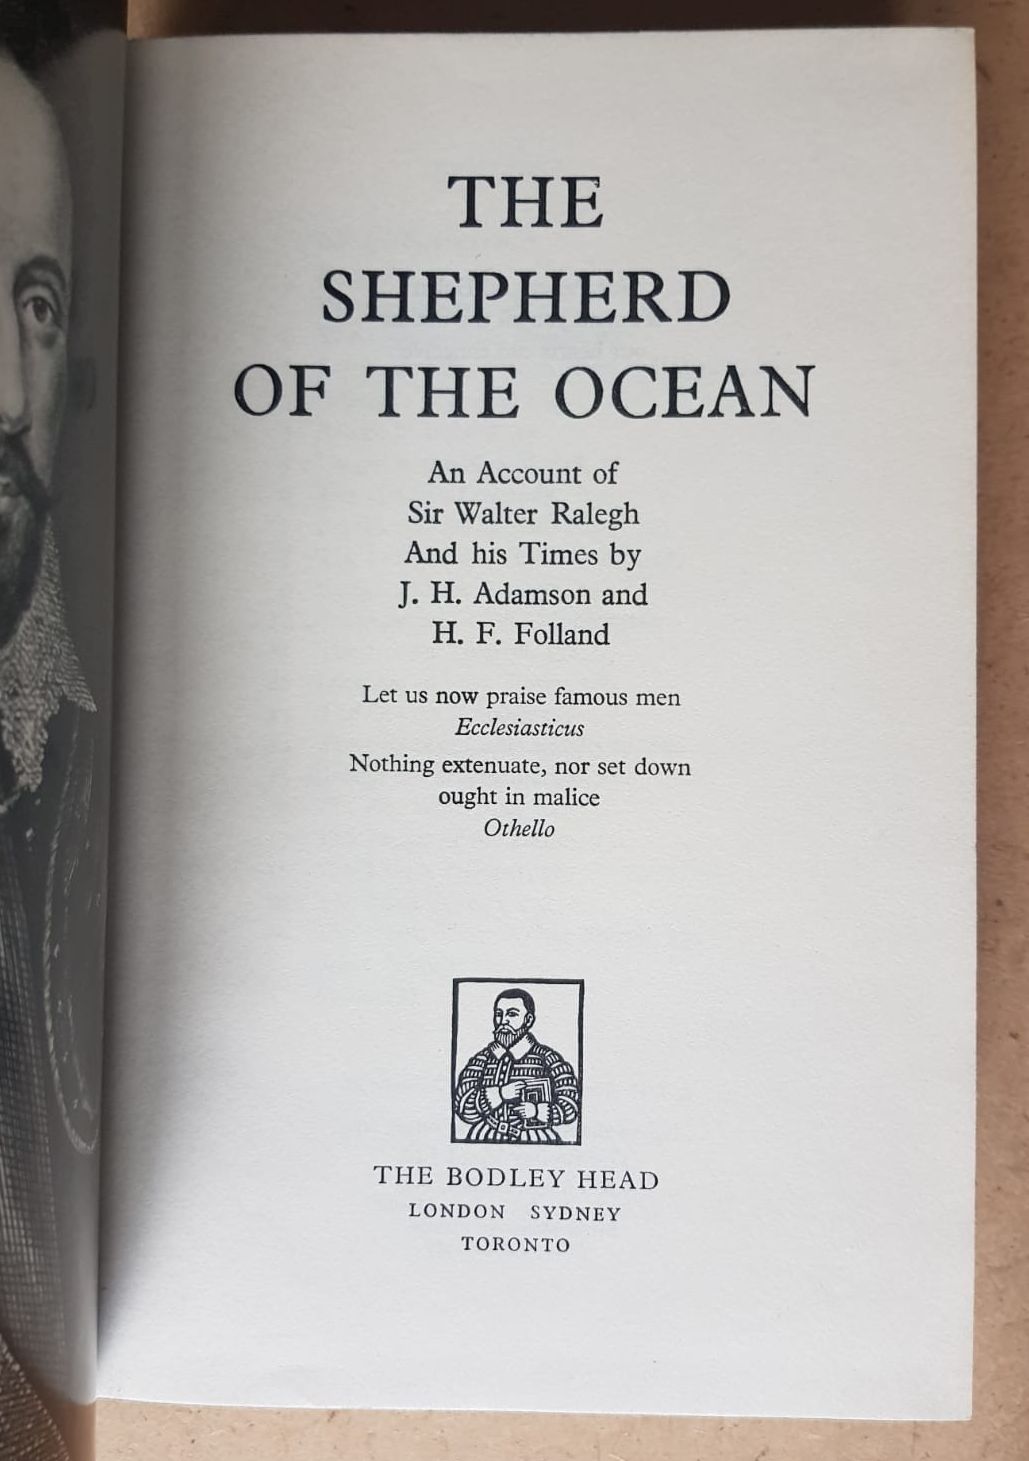 THE
SHEPHERD
OF THE OCEAN
An Account of
Sir Walter Ralegh
And his Times by
J. H. Adamson and
H. F. Folland
Let us now praise famous men
Ecclesiasticus
Nothing extenuate, nor set down
ought in malice
Othello
THE BODLEY HEAD
LONDON SYDNEY
TORONTO